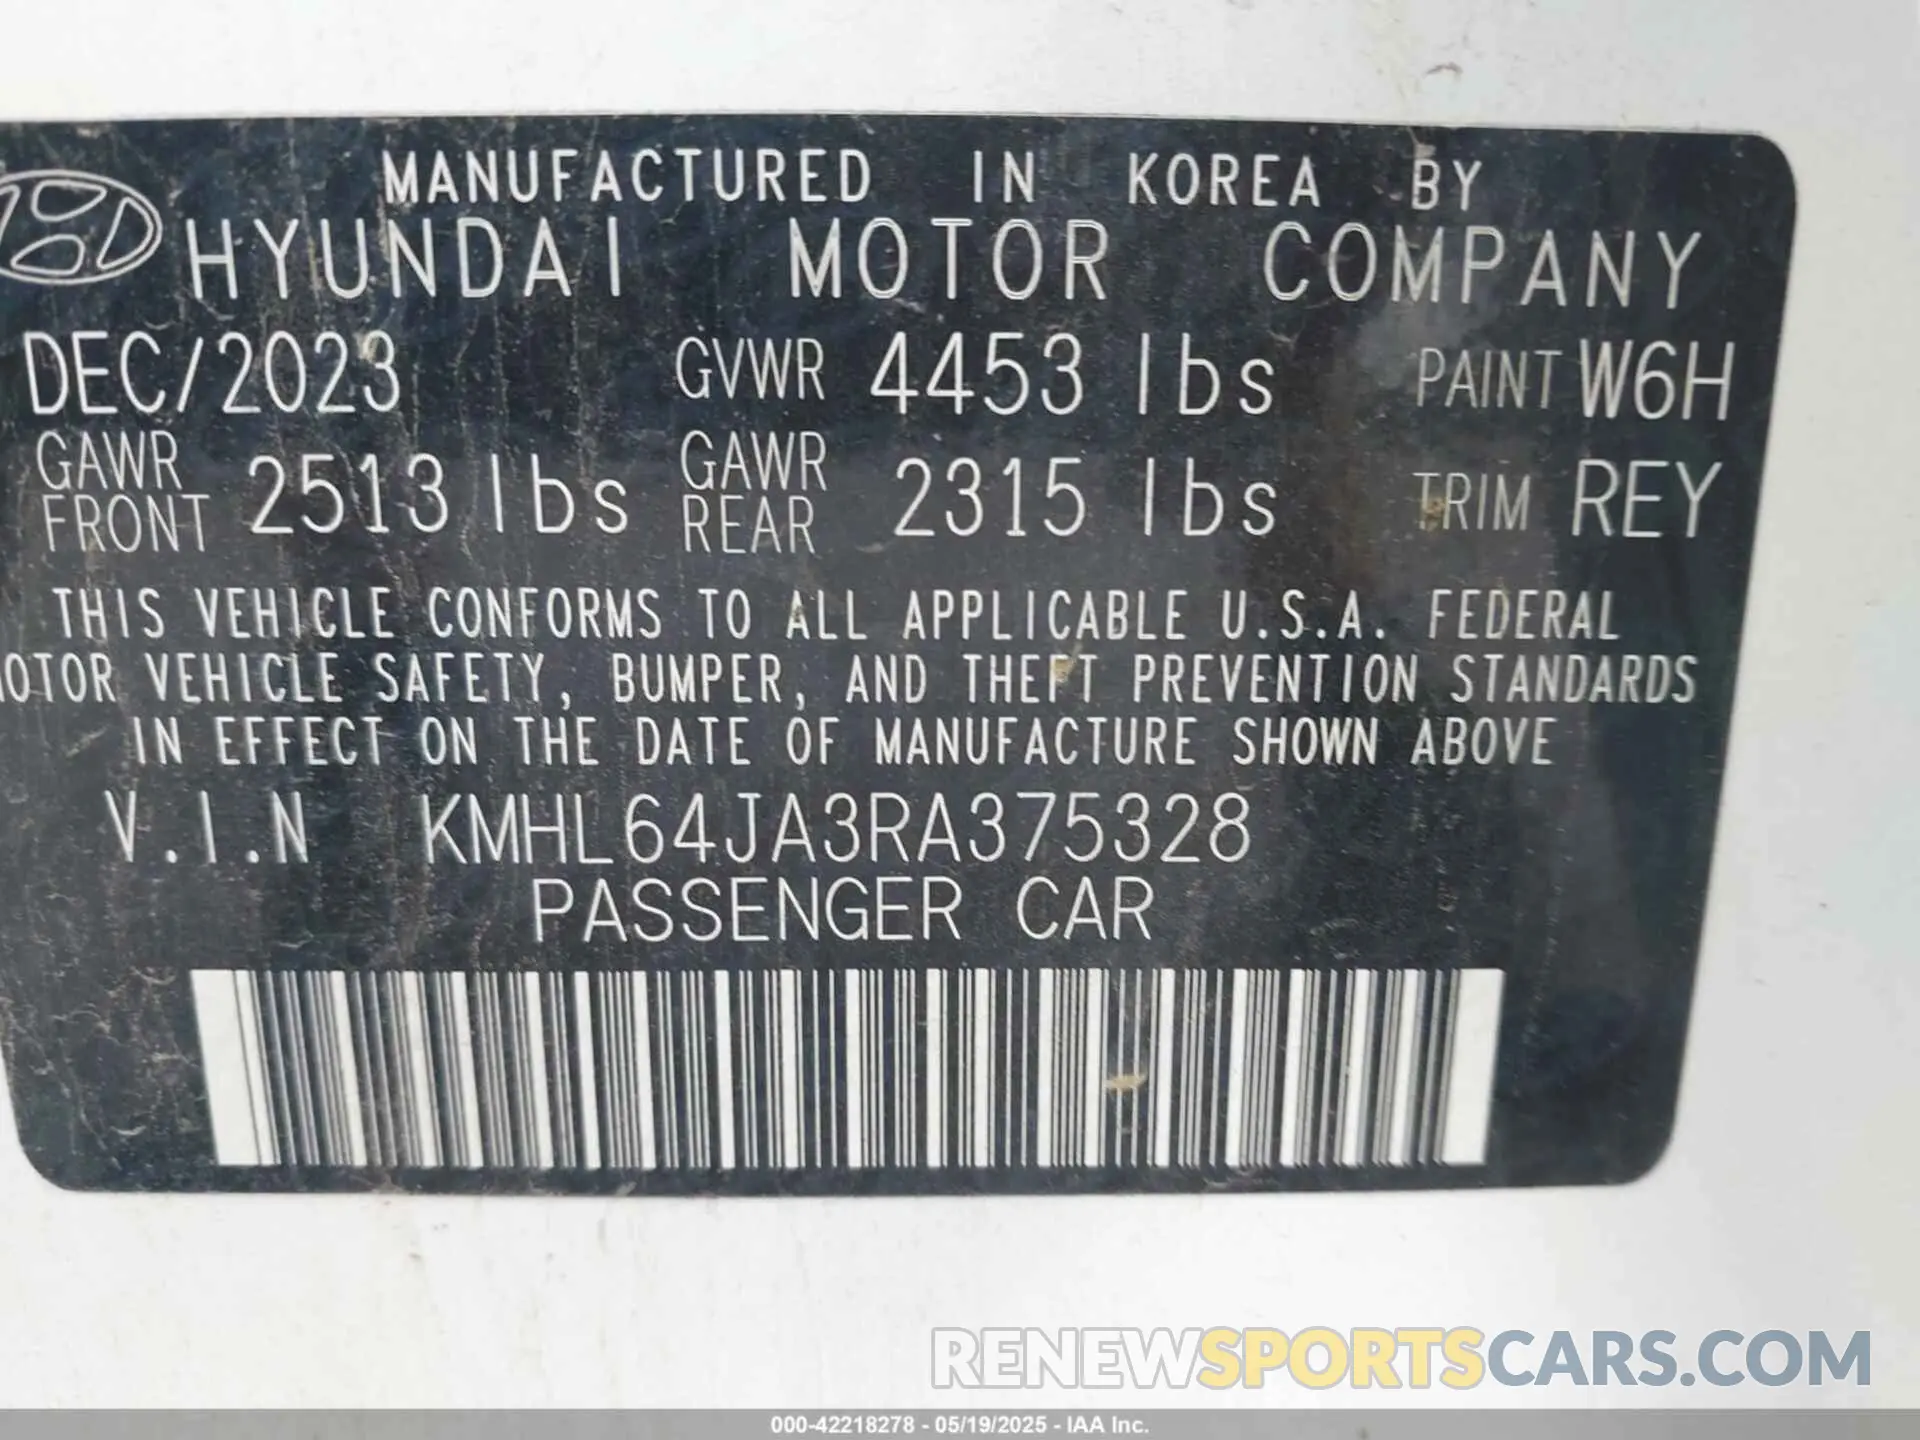 MANUFACTURED IN KOREA BY
HYUNDAI MOTOR COMPANY
DEC/2023 GVWR 4453 lbs PAINT W6H
GAWR FRONT 2513 lbs GAWR REAR 2315 lbs TRIM REY
THIS VEHICLE CONFORMS TO ALL APPLICABLE U.S.A. FEDERAL
OTOR VEHICLE SAFETY, BUMPER, AND THEFT PREVENTION STANDARDS
IN EFFECT ON THE DATE OF MANUFACTURE SHOWN ABOVE
V.I.N KMHL64JA3RA375328
PASSENGER CAR
RENEWSPORTSCARS.COM
000-42218278 - 05/19/2025 - IAA Inc.